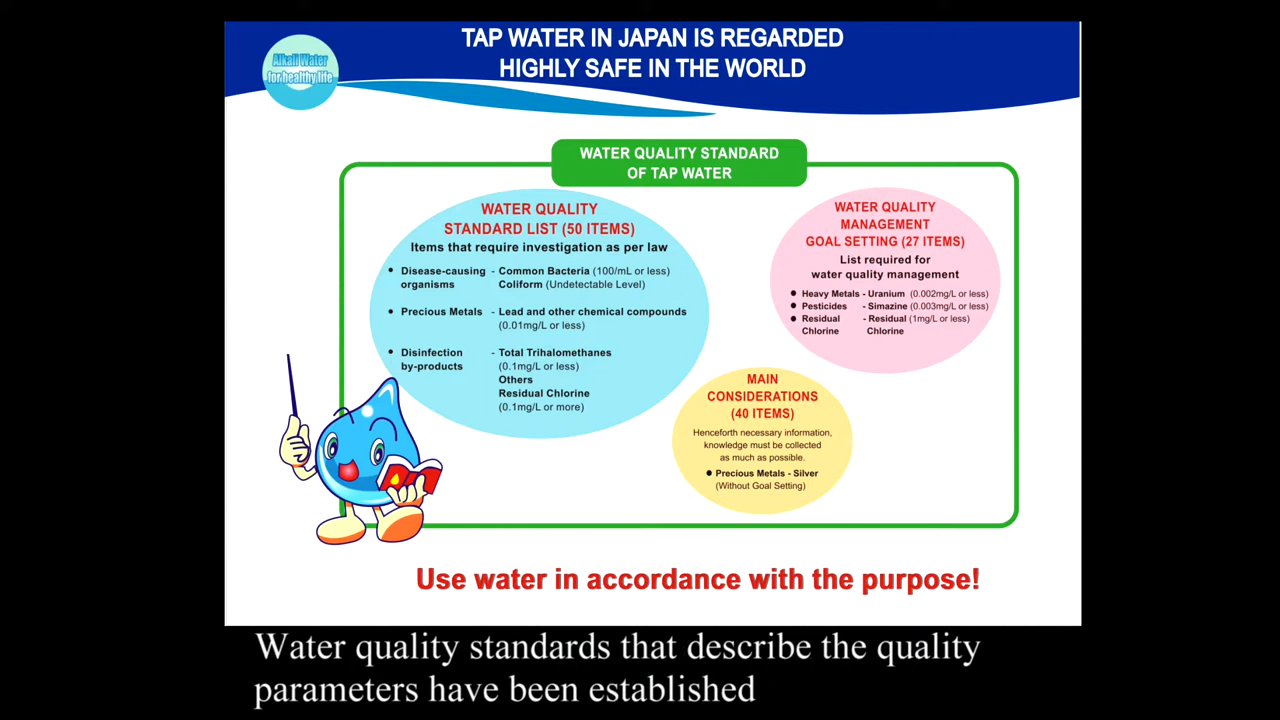 TAP WATER IN JAPAN IS REGARDED
HIGHLY SAFE IN THE WORLD
Alkali Water
for healthy life
WATER QUALITY STANDARD
OF TAP WATER
WATER QUALITY
STANDARD LIST (50 ITEMS)
Items that require investigation as per law
• Disease-causing - Common Bacteria (100/mL or less)
organisms Coliform (Undetectable Level)
• Precious Metals - Lead and other chemical compounds
(0.01mg/L or less)
• Disinfection - Total Trihalomethanes
by-products (0.1mg/L or less)
Others
Residual Chlorine
(0.1mg/L or more)
WATER QUALITY
MANAGEMENT
GOAL SETTING (27 ITEMS)
List required for
water quality management
• Heavy Metals - Uranium (0.002mg/L or less)
• Pesticides - Simazine (0.003mg/L or less)
• Residual - Residual (1mg/L or less)
Chlorine Chlorine
MAIN
CONSIDERATIONS
(40 ITEMS)
Henceforth necessary information,
knowledge must be collected
as much as possible.
• Precious Metals - Silver
(Without Goal Setting)
Use water in accordance with the purpose!
Water quality standards that describe the quality
parameters have been established